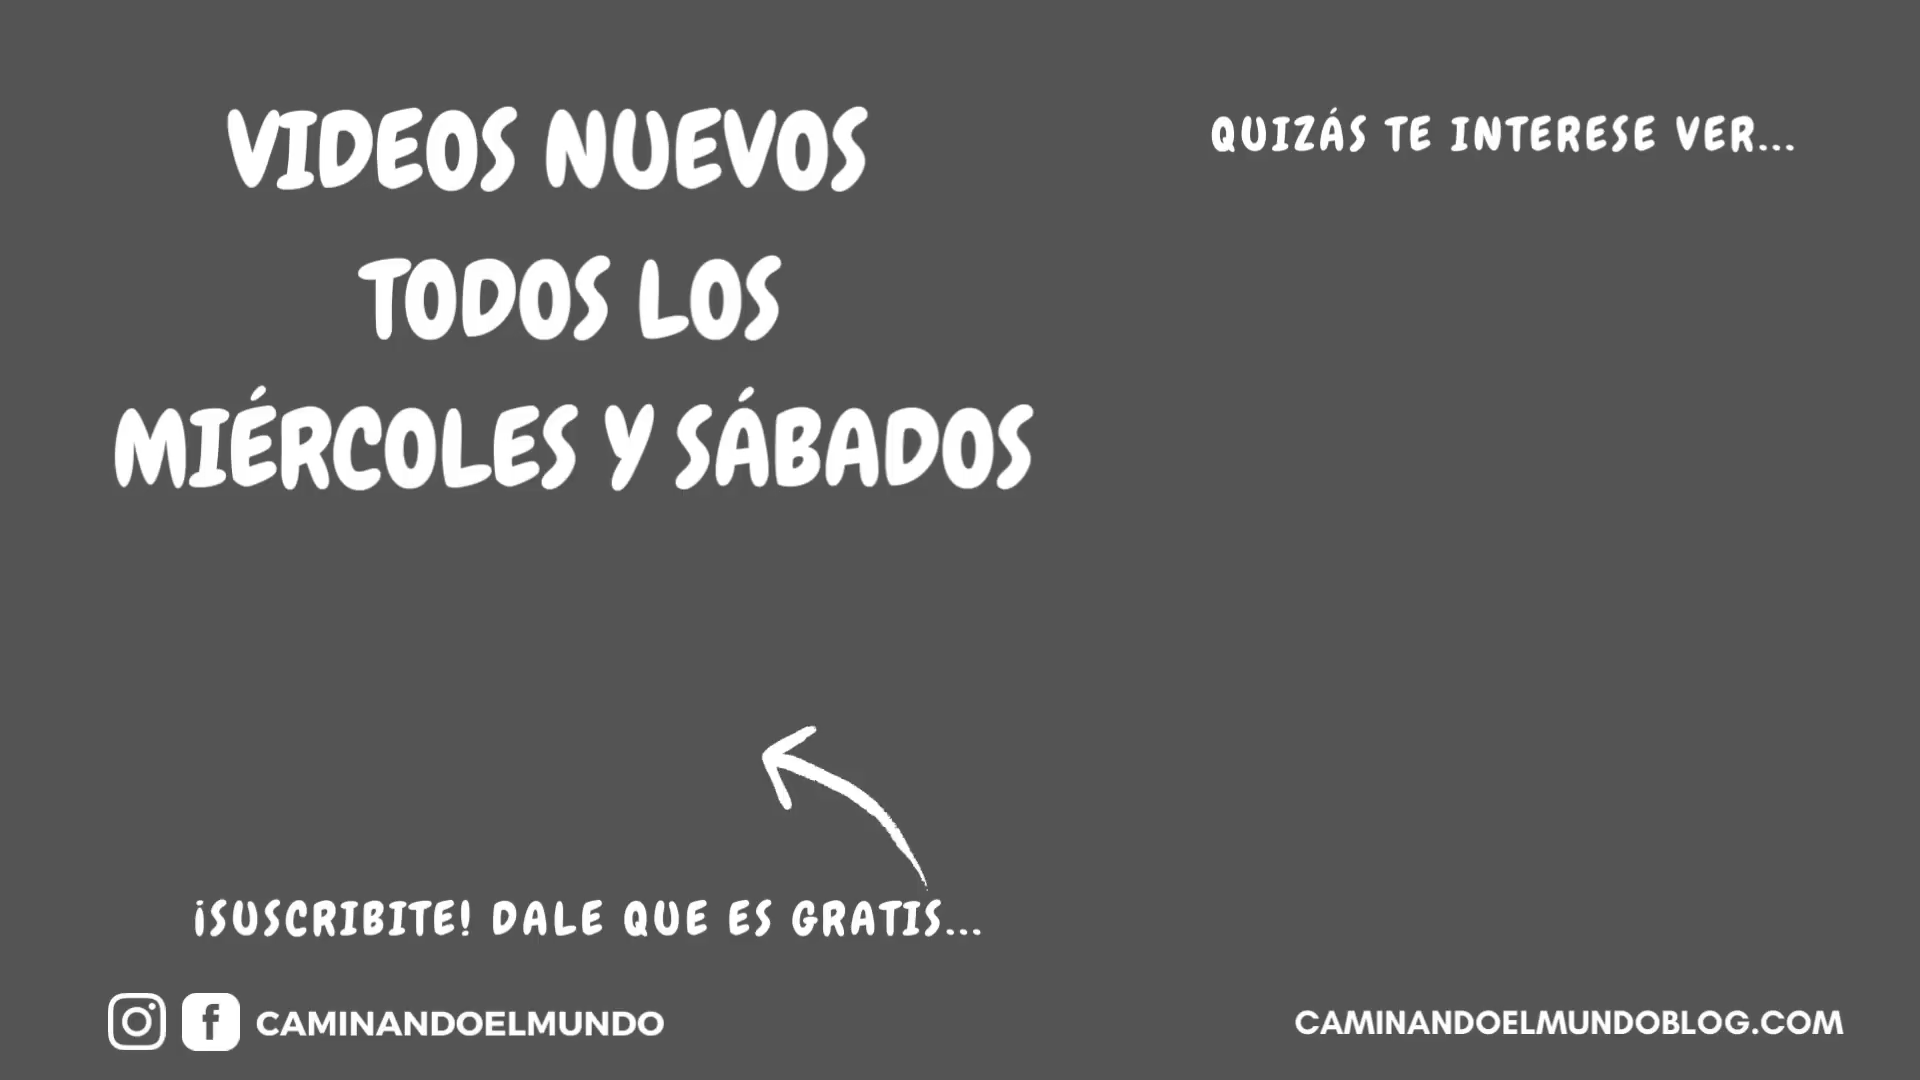 VIDEOS NUEVOS
TODOS LOS
MIÉRCOLES Y SÁBADOS
QUIZÁS TE INTERESE VER...
¡SUSCRIBITE! DALE QUE ES GRATIS...
CAMINANDOELMUNDO
CAMINANDOELMUNDOBLOG.COM